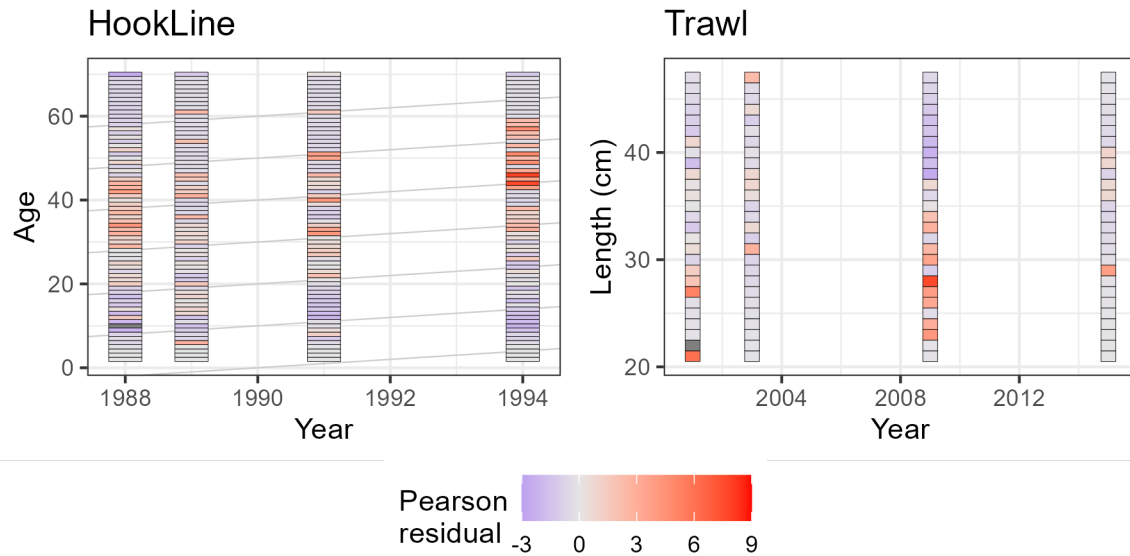 HookLine
Trawl
60
40
20
0
Age
1988
1990
1992
1994
Year
40
30
20
Length (cm)
2004
2008
2012
Year
Pearson
residual
-3
0
3
6
9